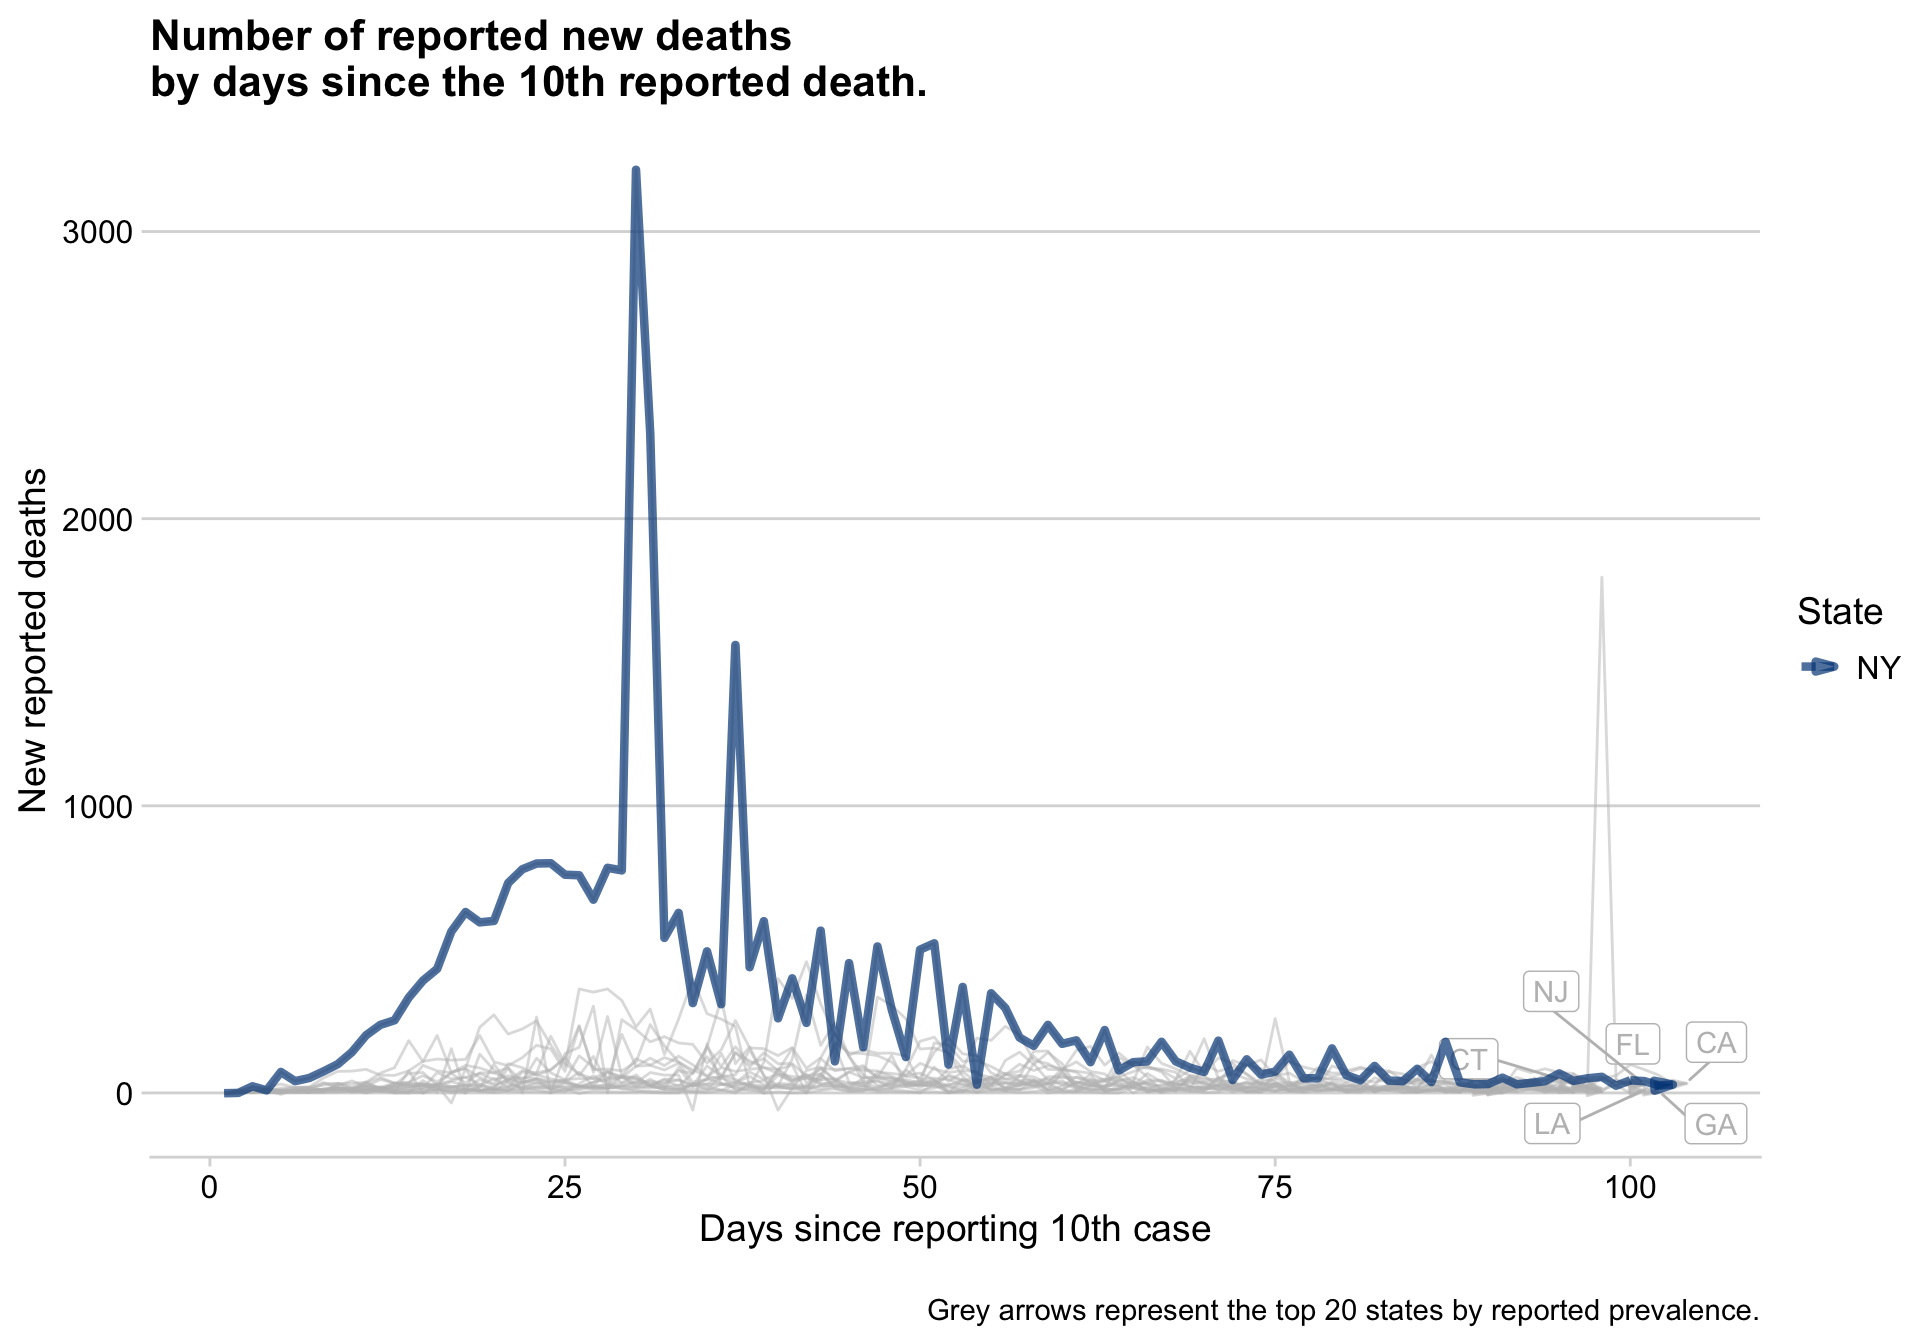 Number of reported new deaths
by days since the 10th reported death.
New reported deaths
3000
2000
1000
0
0
25
50
75
100
Days since reporting 10th case
NJ
FL
CA
CT
LA
GA
State
NY
Grey arrows represent the top 20 states by reported prevalence.